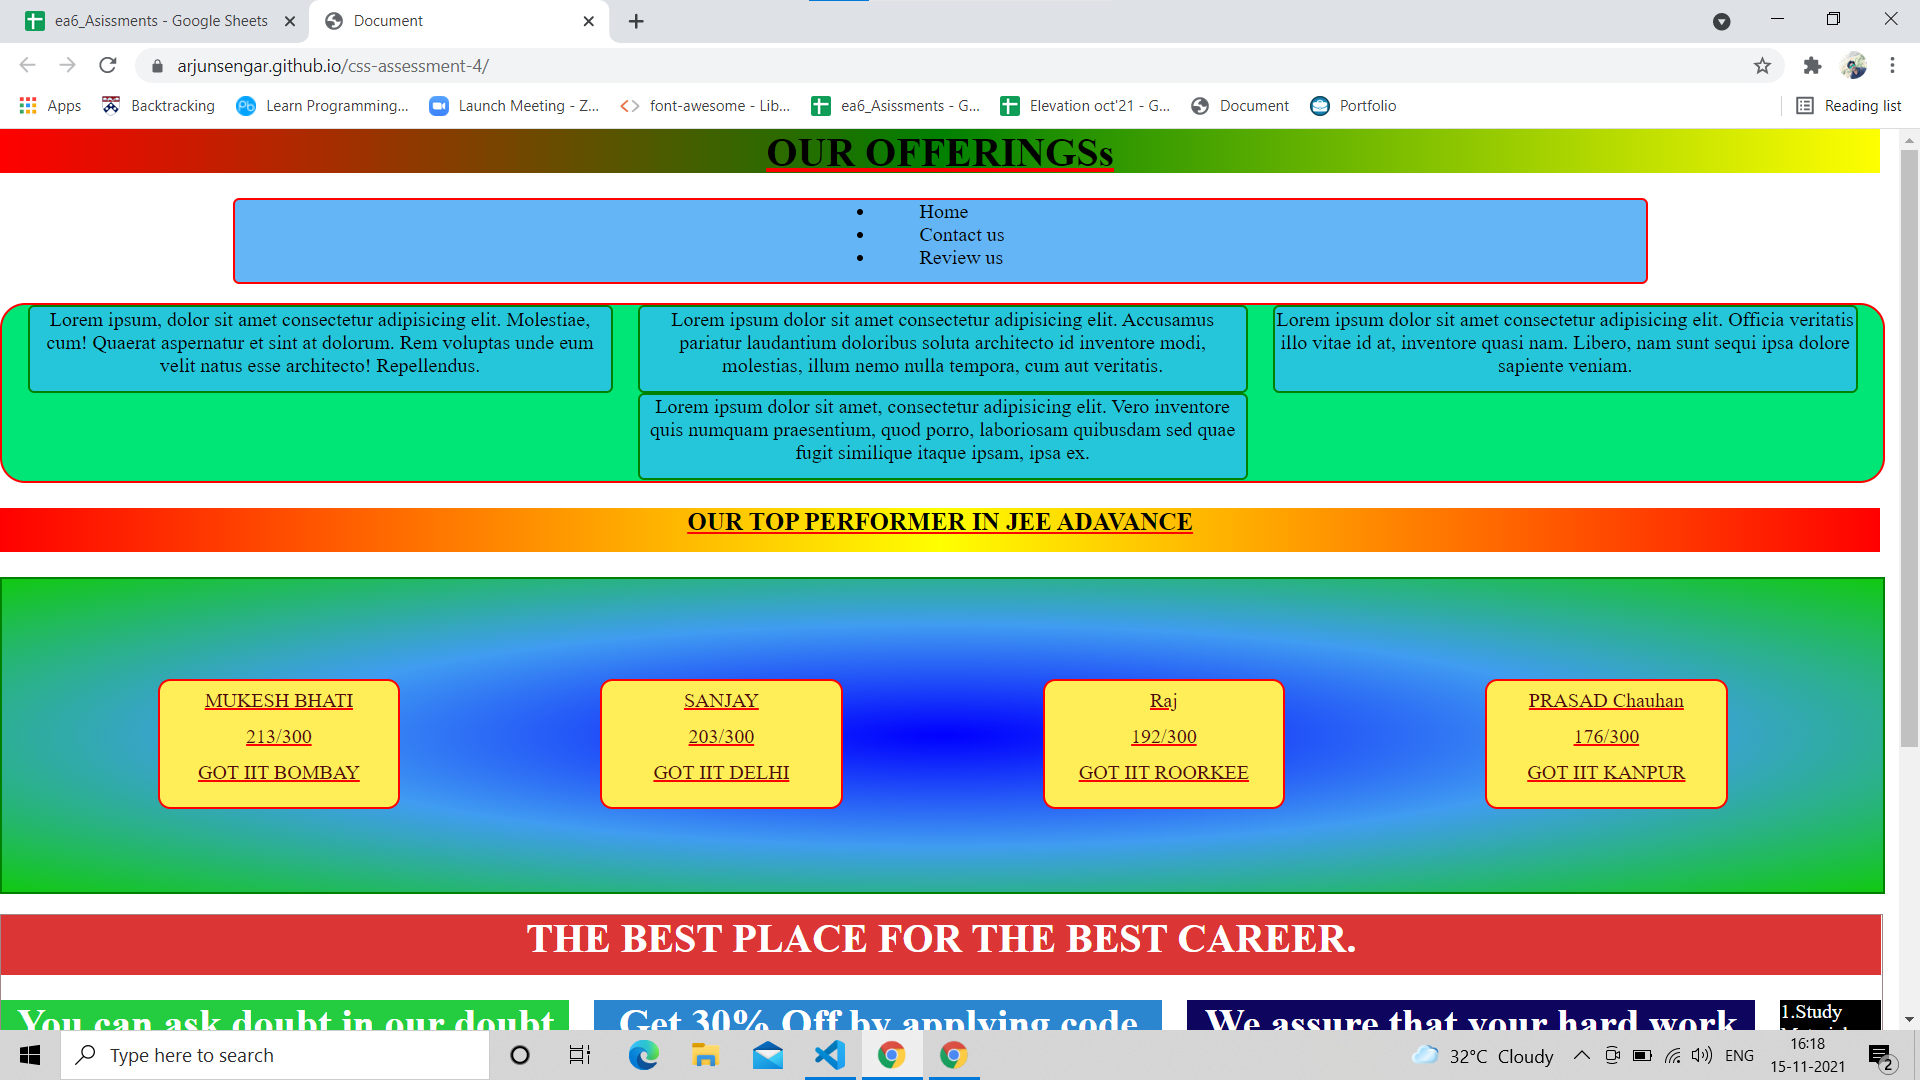 ea6_Asissments - Google Sheets
Document
arjunsengar.github.io/css-assessment-4/
Apps
Backtracking
Learn Programming...
Launch Meeting - Z...
font-awesome - Lib...
ea6_Asissments - G...
Elevation oct'21 - G...
Document
Portfolio
Reading list
OUR OFFERINGSs
Home
Contact us
Review us
Lorem ipsum, dolor sit amet consectetur adipisicing elit. Molestiae,
cum! Quaerat aspernatur et sint at dolorum. Rem voluptas unde eum
velit natus esse architecto! Repellendus.
Lorem ipsum dolor sit amet consectetur adipisicing elit. Accusamus
pariatur laudantium doloribus soluta architecto id inventore modi,
molestias, illum nemo nulla tempora, cum aut veritatis.
Lorem ipsum dolor sit amet consectetur adipisicing elit. Officia veritatis
illo vitae id at, inventore quasi nam. Libero, nam sunt sequi ipsa dolore
sapiente veniam.
Lorem ipsum dolor sit amet, consectetur adipisicing elit. Vero inventore
quis numquam praesentium, quod porro, laboriosam quibusdam sed quae
fugit similique itaque ipsam, ipsa ex.
OUR TOP PERFORMER IN JEE ADAVANCE
MUKESH BHATI
213/300
GOT IIT BOMBAY
SANJAY
203/300
GOT IIT DELHI
Raj
192/300
GOT IIT ROORKEE
PRASAD Chauhan
176/300
GOT IIT KANPUR
THE BEST PLACE FOR THE BEST CAREER.
You can ask doubt in our doubt
Get 30% Off by applying code
We assure that your hard work
1.Study
Type here to search
32°C Cloudy
ENG
16:18
15-11-2021
2